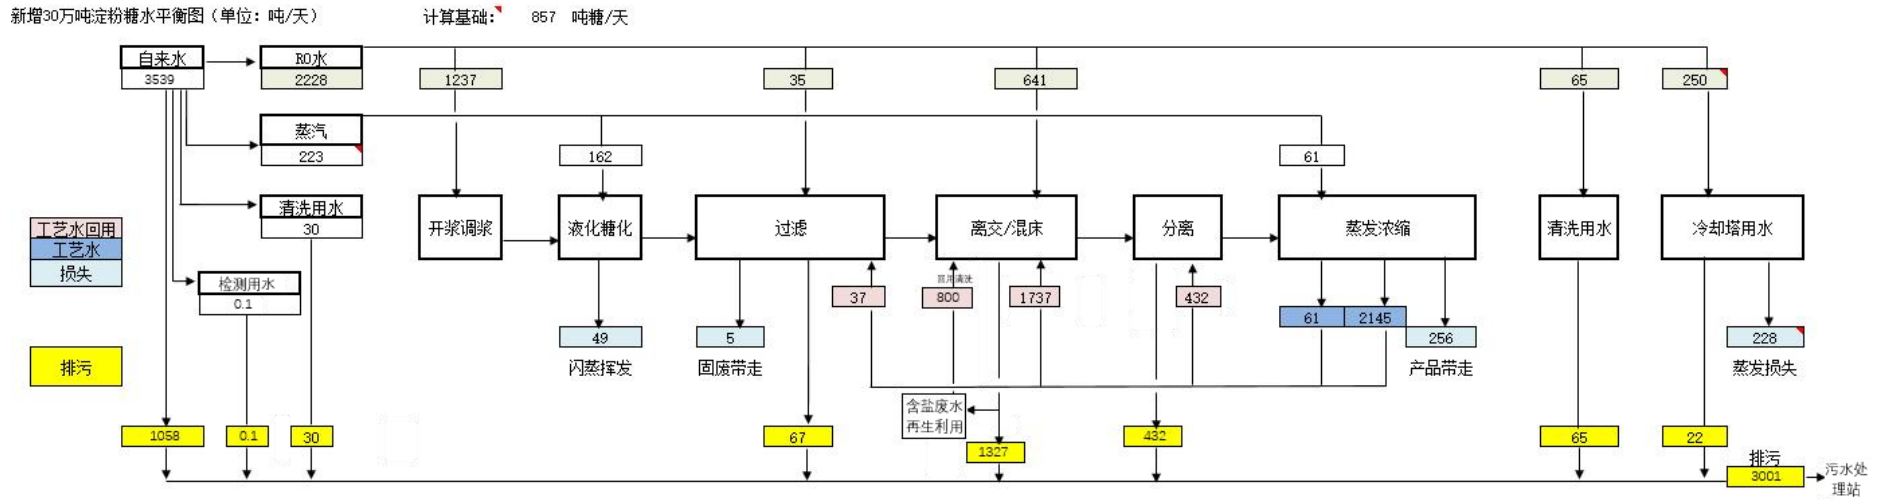 新增30万吨淀粉糖水平衡图（单位：吨/天）
计算基础： 857 吨糖/天
自来水
3539
RO水
2228
1237
35
641
65
250
蒸汽
223
162
61
清洗用水
30
开浆调浆
液化糖化
过滤
离交/混床
分离
蒸发浓缩
清洗用水
冷却塔用水
工艺水回用
工艺水
损失
检测用水
0.1
回用清洗
37
800
1737
432
61
2145
49
5
256
228
闪蒸挥发
固废带走
产品带走
蒸发损失
排污
含盐废水
再生利用
1058
0.1
30
67
1327
432
65
22
排污
3001
污水处
理站